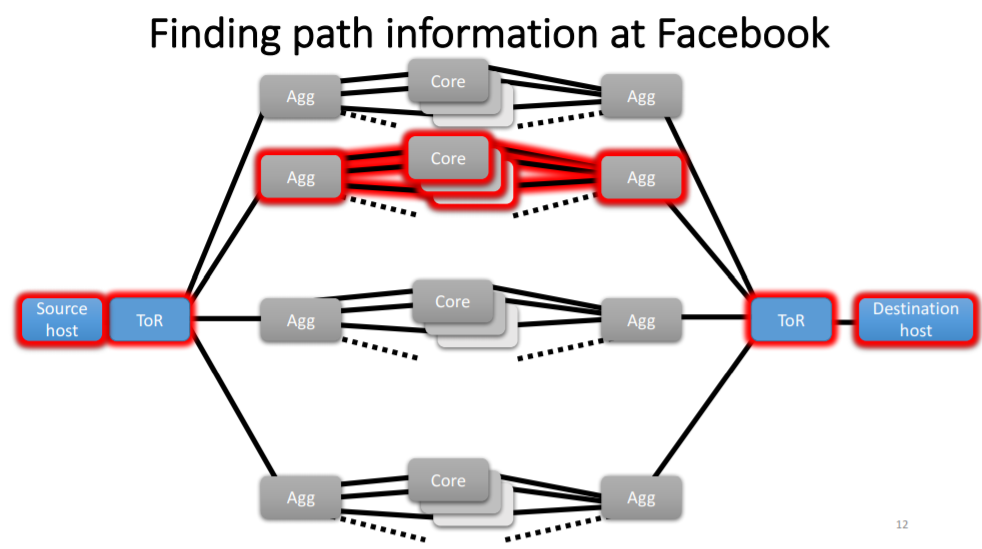 Finding path information at Facebook
Agg
Core
Agg
Agg
Core
Agg
Source
host
ToR
Agg
Core
Agg
ToR
Destination
host
Agg
Core
Agg
12